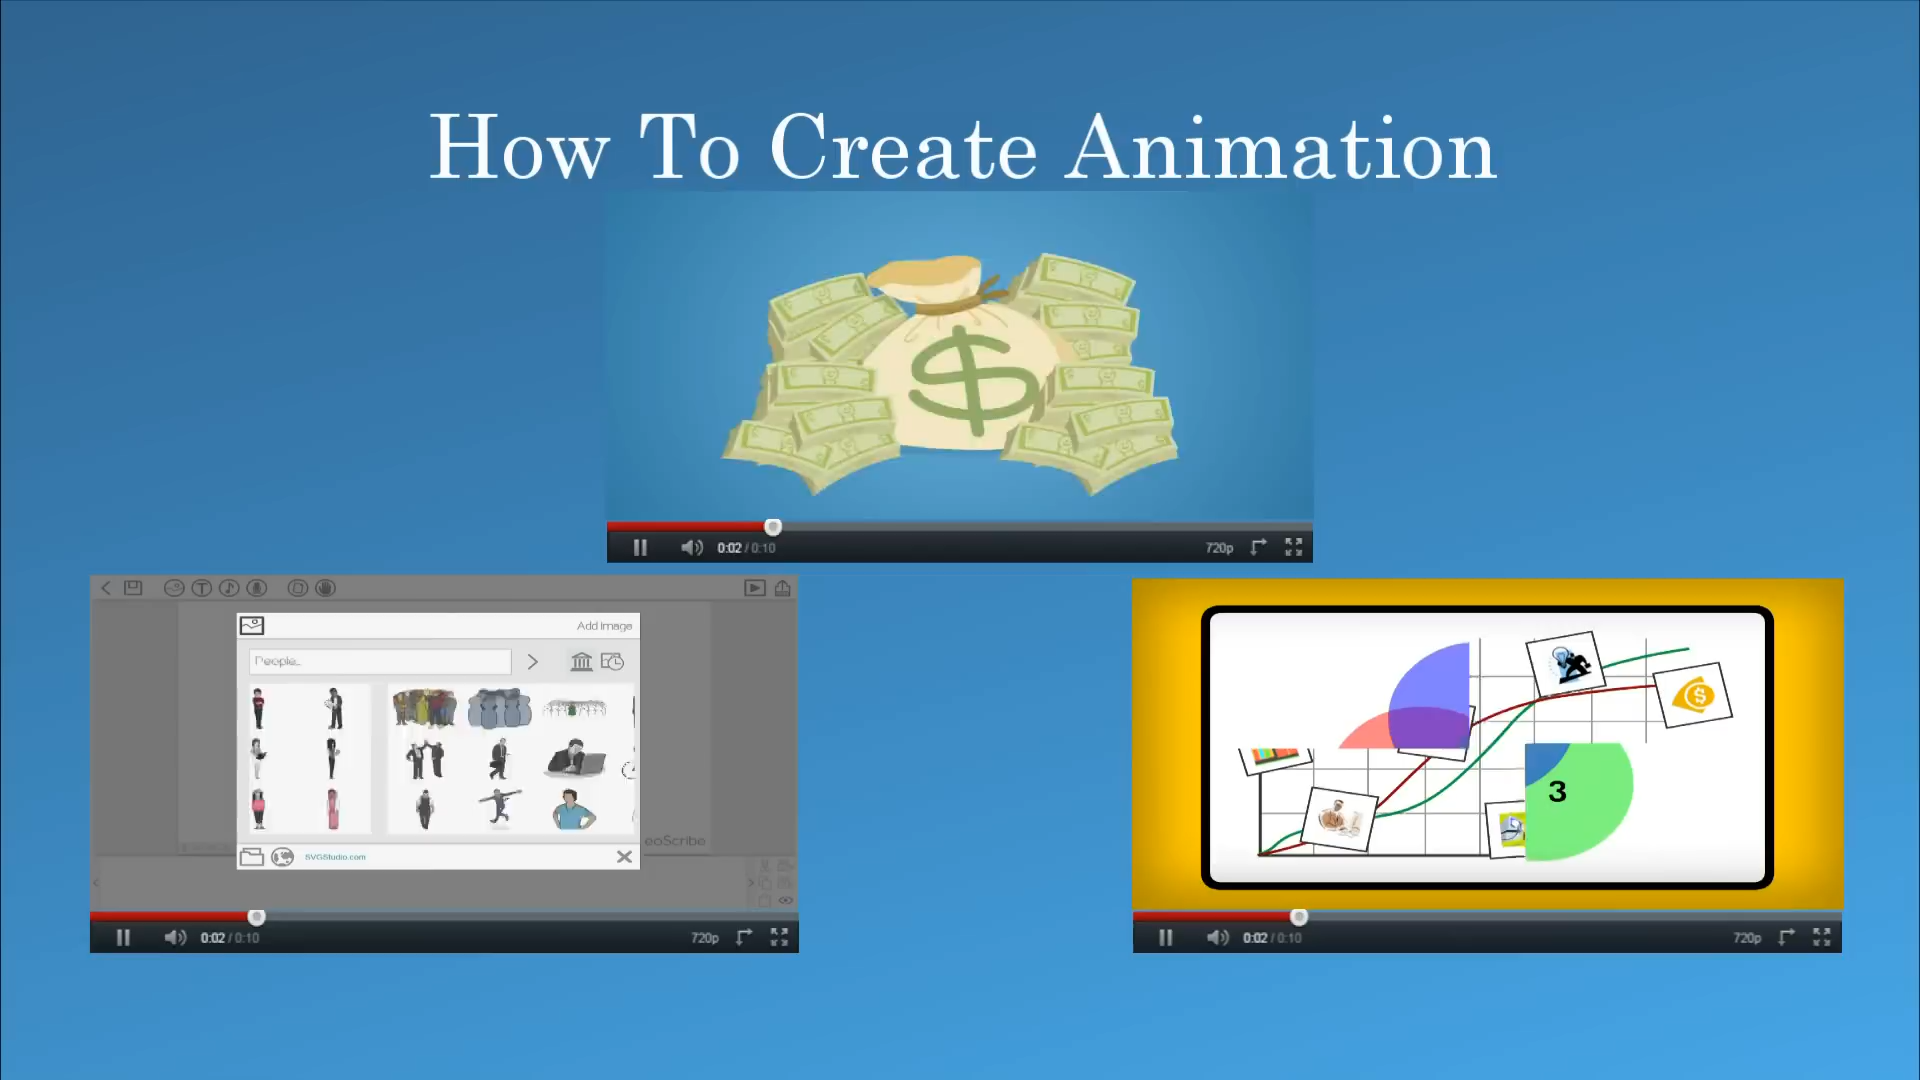 How To Create Animation
$
0:02 / 0:10
720p
T
Add Image
People...
eoScribe
SVGStudio.com
0:02 / 0:10
720p
$
3
0:02 / 0:10
720p